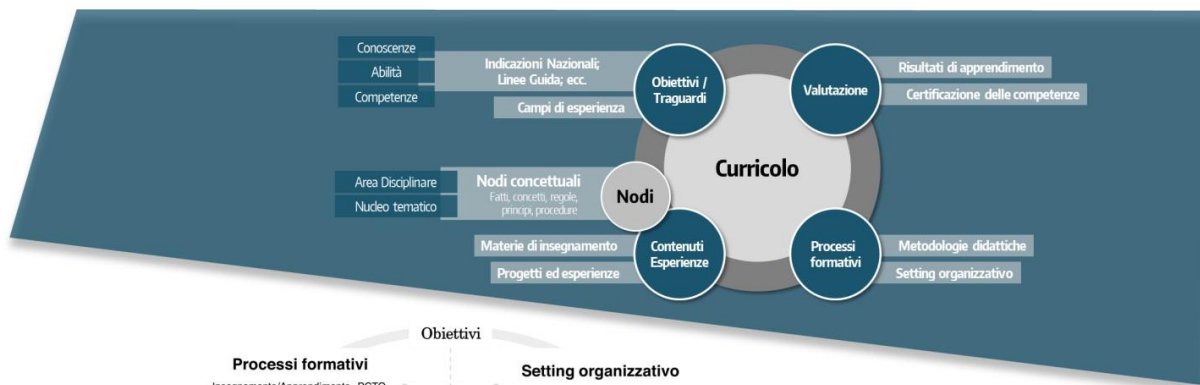 Conoscenze
Abilità
Competenze
Indicazioni Nazionali;
Linee Guida; ecc.
Campi di esperienza
Obiettivi /
Traguardi
Valutazione
Risultati di apprendimento
Certificazione delle competenze
Curricolo
Area Disciplinare
Nucleo tematico
Nodi concettuali
Fatti, concetti, regole,
principi, procedure
Nodi
Materie di insegnamento
Progetti ed esperienze
Contenuti
Esperienze
Processi
formativi
Metodologie didattiche
Setting organizzativo
Obiettivi
Processi formativi
Setting organizzativo